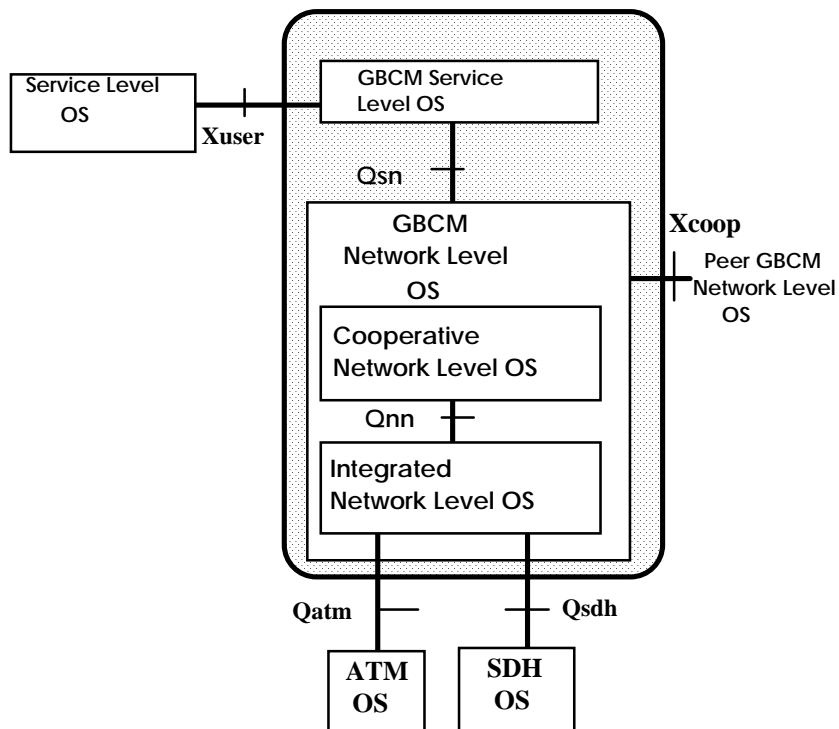 GBCM Service
Level OS
Service Level
OS
Xuser
Qsn
GBCM
Network Level
OS
Xcoop
Peer GBCM
Network Level
OS
Cooperative
Network Level OS
Qnn
Integrated
Network Level OS
Qatm
Qsdh
ATM
OS
SDH
OS